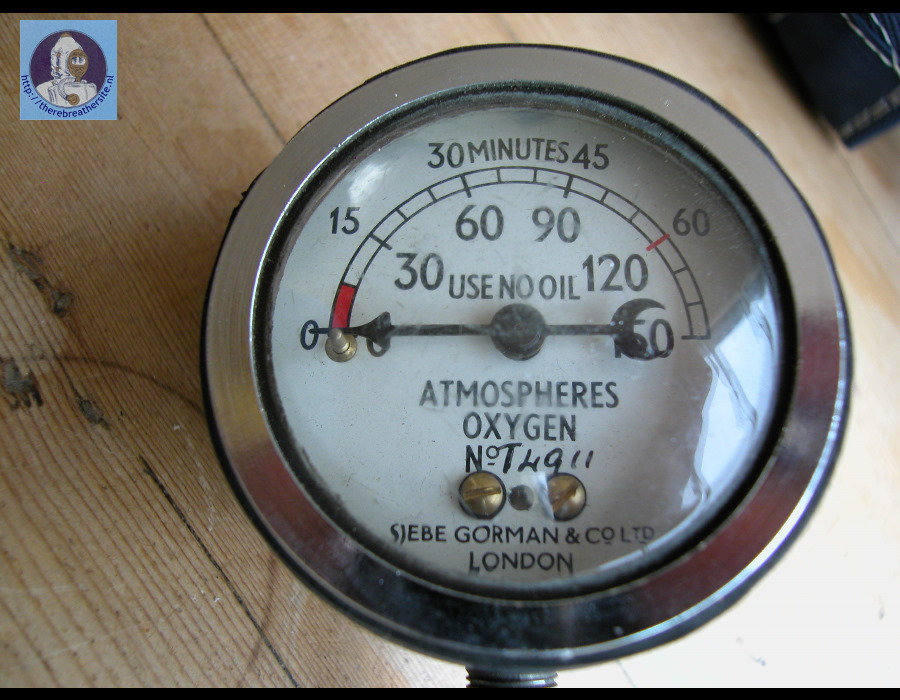 http://therebreathersite.nl
30 MINUTES 45
15 60
60 90
30 120
USE NO OIL
0 0 150
ATMOSPHERES
OXYGEN
Nº T4911
SIEBE GORMAN & Cº LTD
LONDON